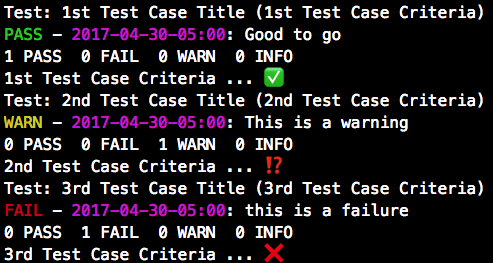 Test: 1st Test Case Title (1st Test Case Criteria)
PASS - 2017-04-30-05:00: Good to go
1 PASS  0 FAIL  0 WARN  0 INFO
1st Test Case Criteria ... ✅
Test: 2nd Test Case Title (2nd Test Case Criteria)
WARN - 2017-04-30-05:00: This is a warning
0 PASS  0 FAIL  1 WARN  0 INFO
2nd Test Case Criteria ... ⁉️
Test: 3rd Test Case Title (3rd Test Case Criteria)
FAIL - 2017-04-30-05:00: this is a failure
0 PASS  1 FAIL  0 WARN  0 INFO
3rd Test Case Criteria ... ❌